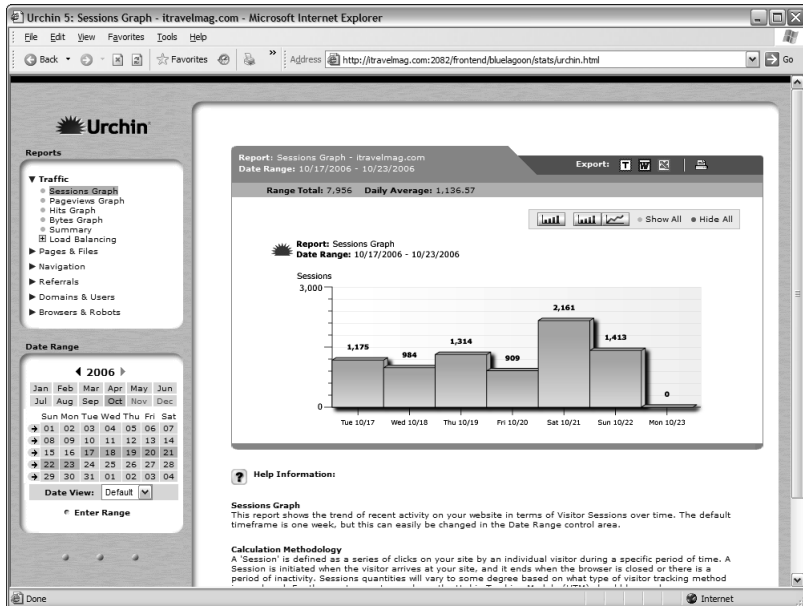 Urchin 5: Sessions Graph - itravelmag.com - Microsoft Internet Explorer
File Edit View Favorites Tools Help
Back Favorites » Address http://itravelmag.com:2082/frontend/bluelagoon/stats/urchin.html Go
Urchin
Reports
Traffic
Sessions Graph
Pageviews Graph
Hits Graph
Bytes Graph
Summary
Load Balancing
Pages & Files
Navigation
Referrals
Domains & Users
Browsers & Robots
Date Range
2006
Jan Feb Mar Apr May Jun
Jul Aug Sep Oct Nov Dec
Sun Mon Tue Wed Thu Fri Sat
01 02 03 04 05 06 07
08 09 10 11 12 13 14
15 16 17 18 19 20 21
22 23 24 25 26 27 28
29 30 31 01 02 03 04
Date View: Default
Enter Range
Report: Sessions Graph - itravelmag.com
Date Range: 10/17/2006 - 10/23/2006
Export: T W X
Range Total: 7,956 Daily Average: 1,136.57
Show All Hide All
Report: Sessions Graph
Date Range: 10/17/2006 - 10/23/2006
Sessions
3,000
2,161
1,413
1,314
1,175
984
909
0
0
Tue 10/17 Wed 10/18 Thu 10/19 Fri 10/20 Sat 10/21 Sun 10/22 Mon 10/23
? Help Information:
Sessions Graph
This report shows the trend of recent activity on your website in terms of Visitor Sessions over time. The default
timeframe is one week, but this can easily be changed in the Date Range control area.
Calculation Methodology
A 'Session' is defined as a series of clicks on your site by an individual visitor during a specific period of time. A
Session is initiated when the visitor arrives at your site, and it ends when the browser is closed or there is a
period of inactivity. Sessions quantities will vary to some degree based on what type of visitor tracking method
Done Internet